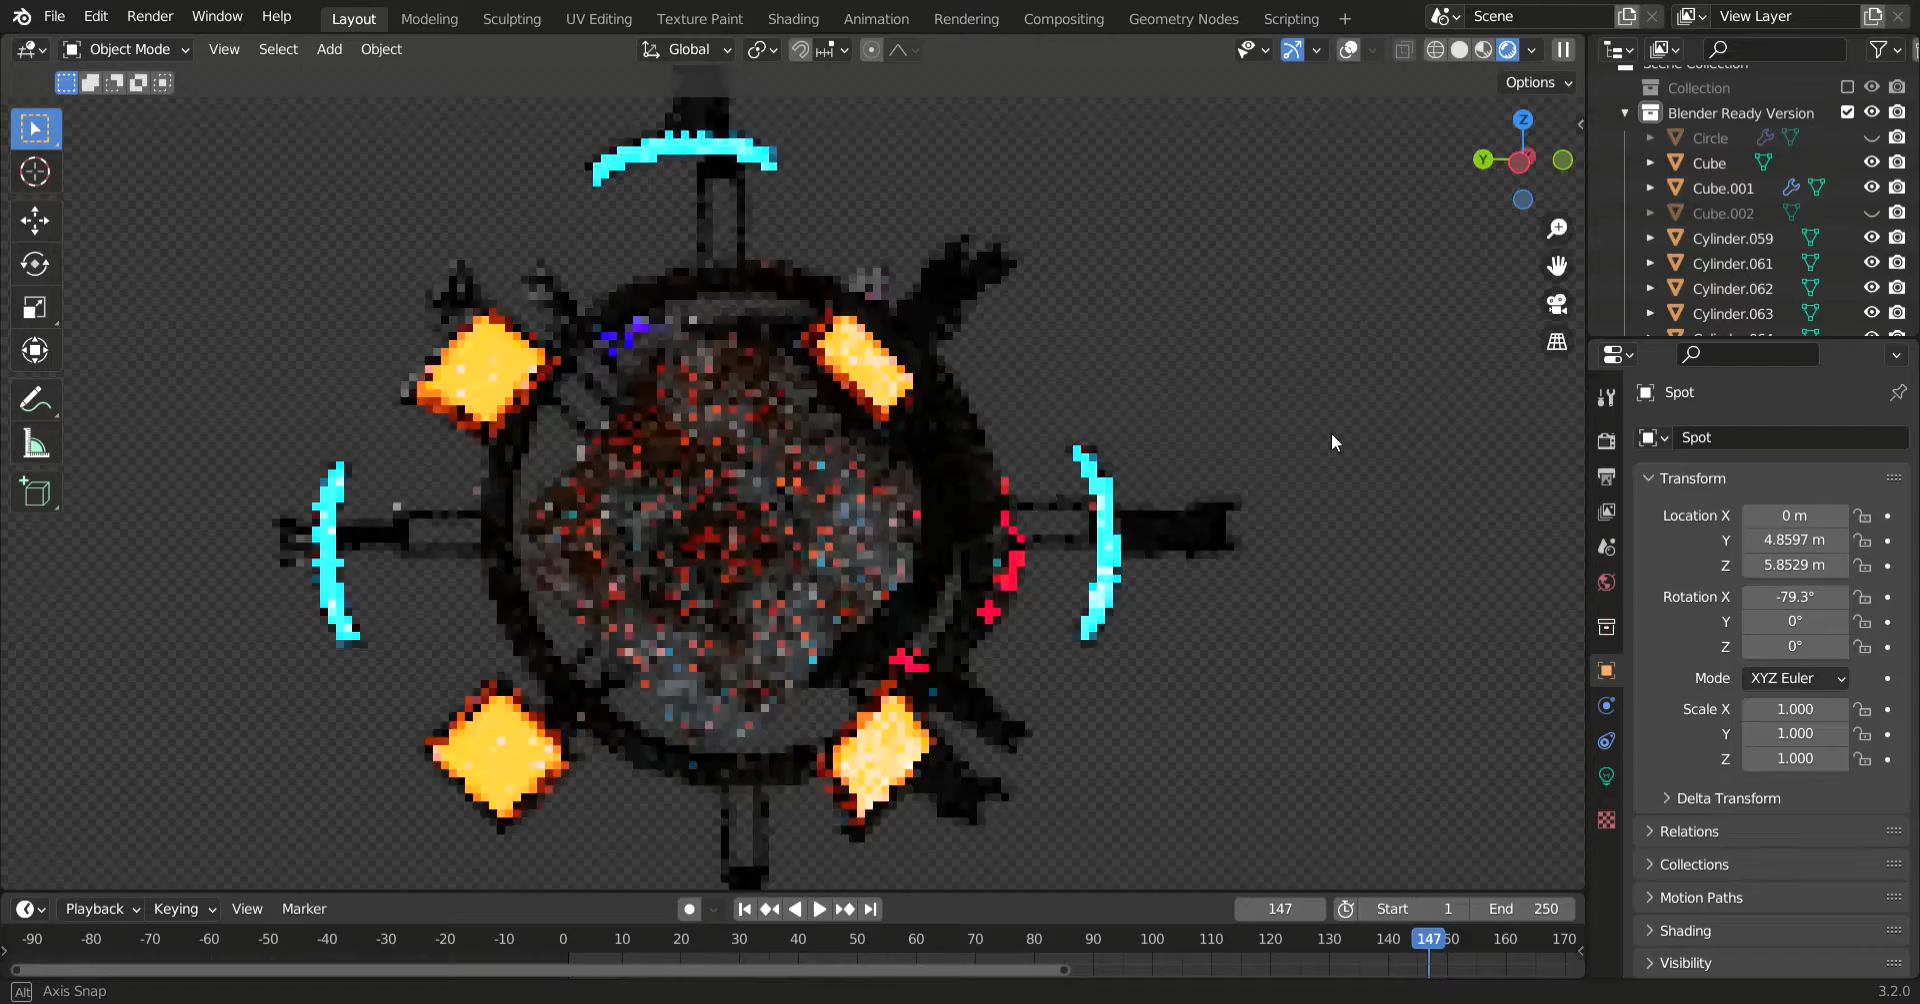 File Edit Render Window Help Layout Modeling Sculpting UV Editing Texture Paint Shading Animation Rendering Compositing Geometry Nodes Scripting + Scene View Layer
Object Mode View Select Add Object Global
Options
Z
Y
Scene Collection
Collection
Blender Ready Version
Circle
Cube
Cube.001
Cube.002
Cylinder.059
Cylinder.061
Cylinder.062
Cylinder.063
Spot
Spot
Transform
Location X 0 m
Y 4.8597 m
Z 5.8529 m
Rotation X -79.3°
Y 0°
Z 0°
Mode XYZ Euler
Scale X 1.000
Y 1.000
Z 1.000
Delta Transform
Relations
Collections
Motion Paths
Shading
Visibility
Playback Keying View Marker 147 Start 1 End 250
-90 -80 -70 -60 -50 -40 -30 -20 -10 0 10 20 30 40 50 60 70 80 90 100 110 120 130 140 147 160 170
Alt Axis Snap 3.2.0